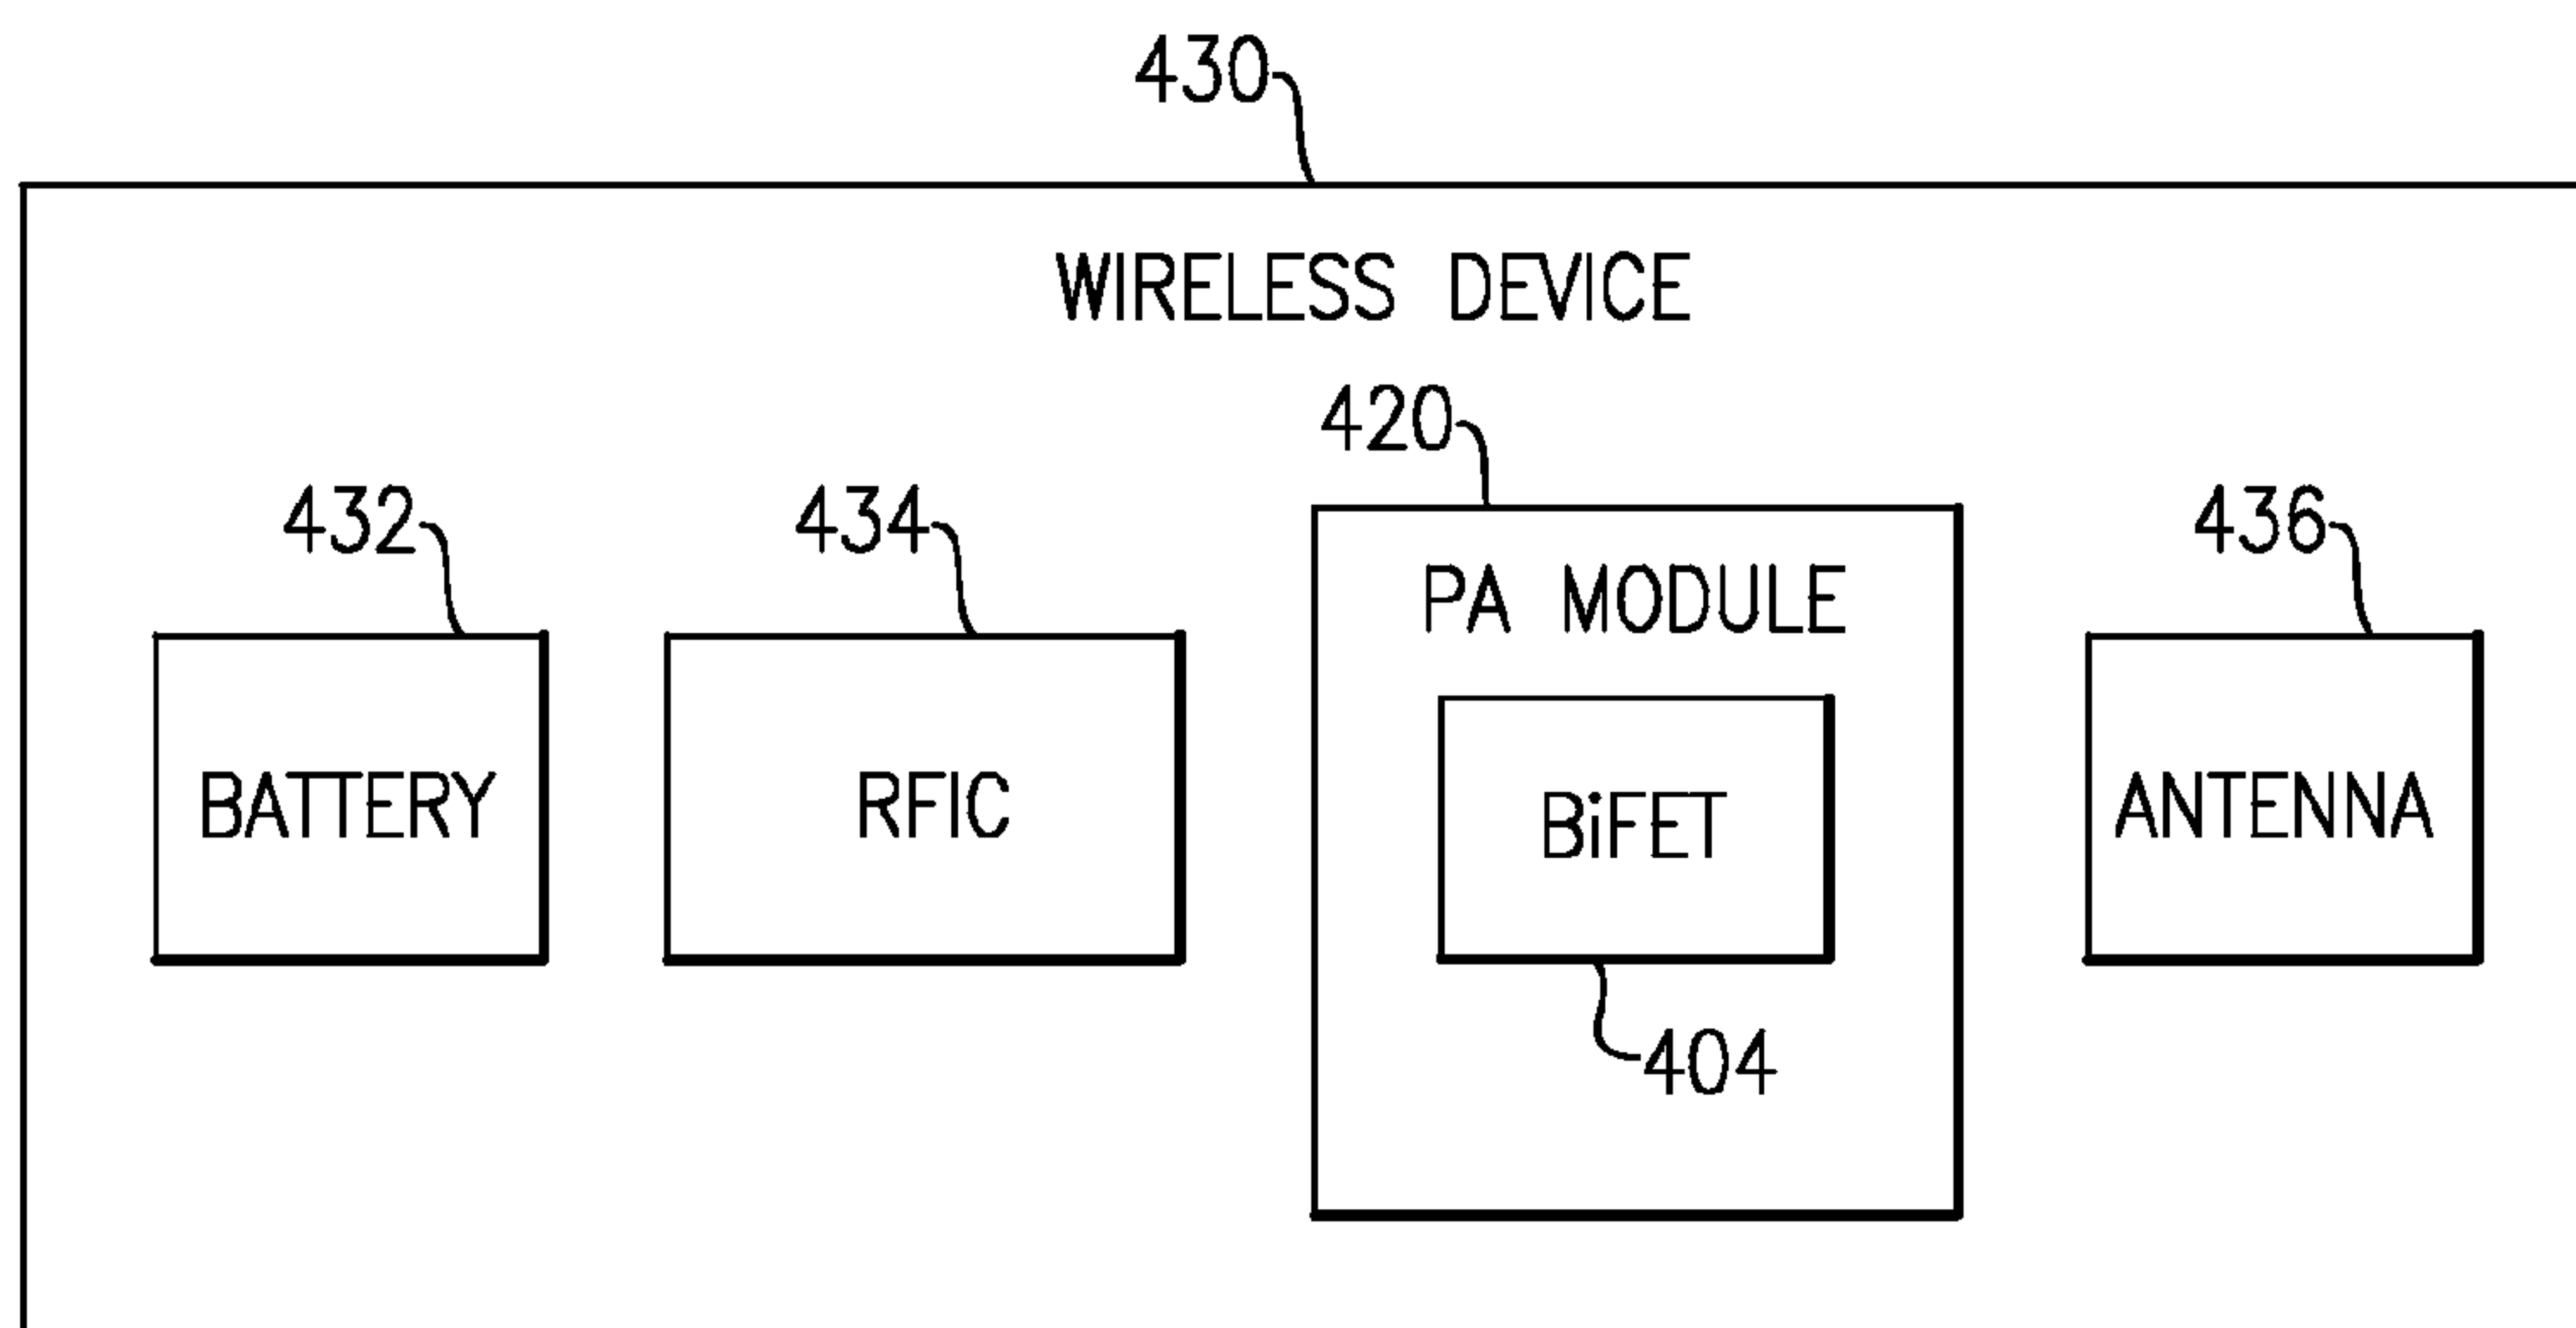 430
WIRELESS DEVICE
420
432
434
436
PA MODULE
BATTERY
RFIC
BiFET
ANTENNA
404